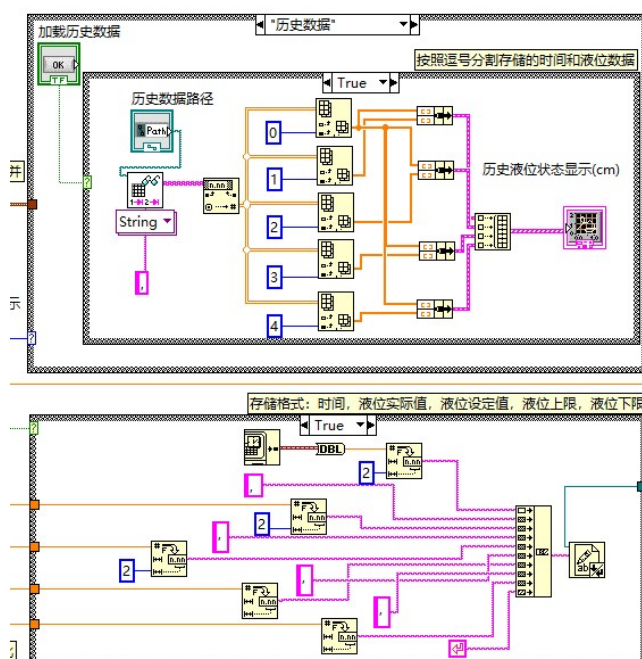 "历史数据"
加载历史数据
OK
TF
按照逗号分割存储的时间和液位数据
True
历史数据路径
Path
0
1
2
3
4
String
,
历史液位状态显示(cm)
并
示
存储格式：时间，液位实际值，液位设定值，液位上限，液位下限
True
DBL
2
,
2
,
2
,
,